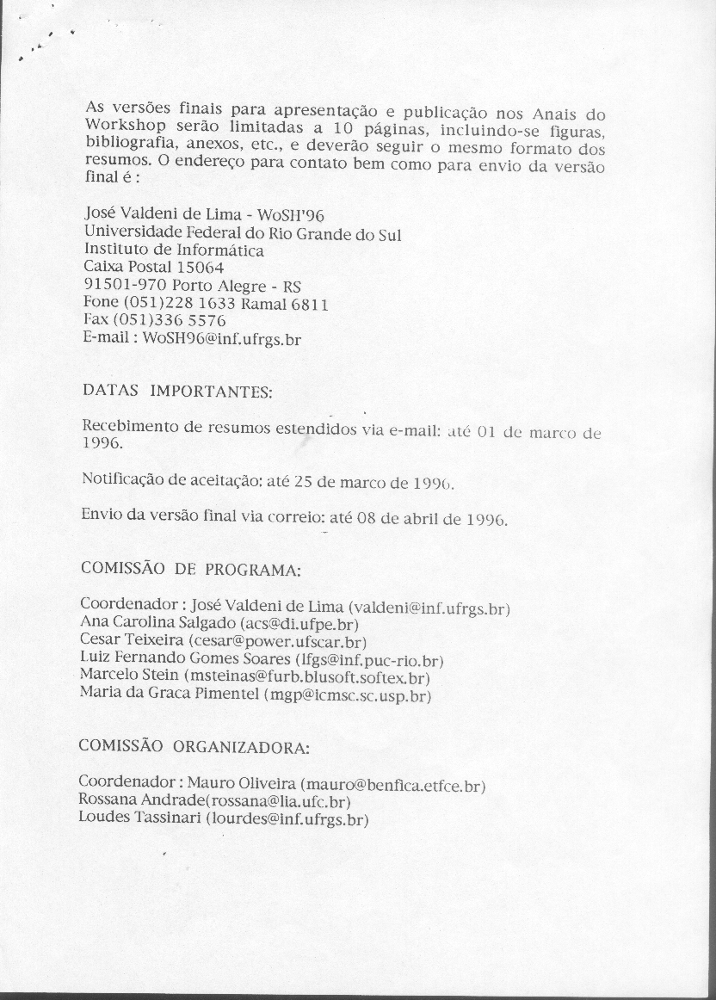 As versões finais para apresentação e publicação nos Anais do
Workshop serão limitadas a 10 páginas, incluindo-se figuras,
bibliografia, anexos, etc., e deverão seguir o mesmo formato dos
resumos. O endereço para contato bem como para envio da versão
final é :
José Valdeni de Lima - WoSH'96
Universidade Federal do Rio Grande do Sul
Instituto de Informática
Caixa Postal 15064
91501-970 Porto Alegre - RS
Fone (051)228 1633 Ramal 6811
Fax (051)336 5576
E-mail : WoSH96@inf.ufrgs.br
DATAS IMPORTANTES:
Recebimento de resumos estendidos via e-mail: até 01 de marco de
1996.
Notificação de aceitação: até 25 de marco de 1996.
Envio da versão final via correio: até 08 de abril de 1996.
COMISSÃO DE PROGRAMA:
Coordenador : José Valdeni de Lima (valdeni@inf.ufrgs.br)
Ana Carolina Salgado (acs@di.ufpe.br)
Cesar Teixeira (cesar@power.ufscar.br)
Luiz Fernando Gomes Soares (lfgs@inf.puc-rio.br)
Marcelo Stein (msteinas@furb.blusoft.softex.br)
Maria da Graca Pimentel (mgp@icmsc.sc.usp.br)
COMISSÃO ORGANIZADORA:
Coordenador : Mauro Oliveira (mauro@benfica.etfce.br)
Rossana Andrade(rossana@lia.ufc.br)
Loudes Tassinari (lourdes@inf.ufrgs.br)